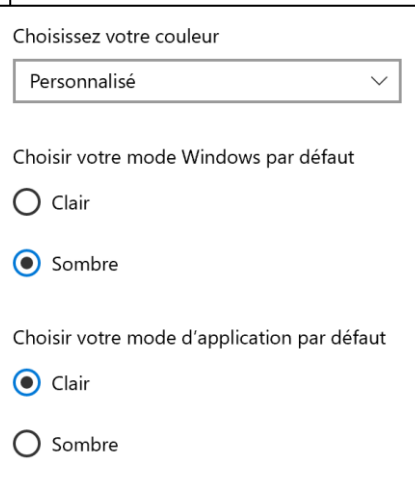 Choisissez votre couleur
Personnalisé
Choisir votre mode Windows par défaut
Clair
Sombre
Choisir votre mode d’application par défaut
Clair
Sombre